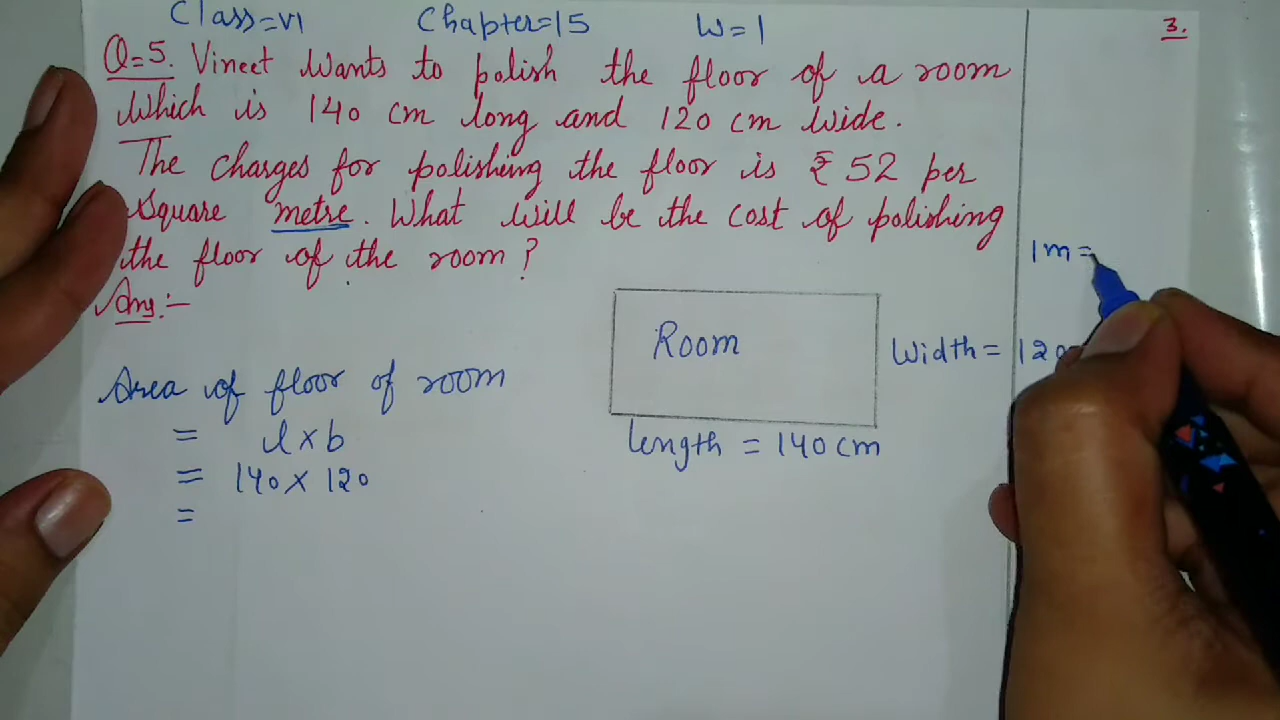 Class=VI Chapter=15 W=1
3.
Q=5. Vineet wants to polish the floor of a room
which is 140 cm long and 120 cm wide.
The charges for polishing the floor is ₹ 52 per
square metre. What will be the cost of polishing
the floor of the room?
1m=
Ans:-
Room
Width = 120
Area of floor of room
length = 140 cm
= l×b
= 140 × 120
=